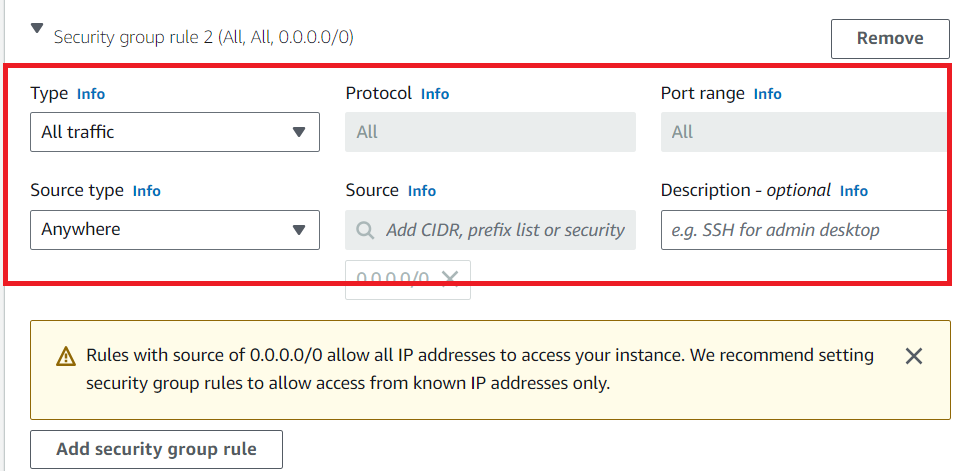 Security group rule 2 (All, All, 0.0.0.0/0)
Remove
Type Info
Protocol Info
Port range Info
All traffic
All
All
Source type Info
Source Info
Description - optional Info
Anywhere
Add CIDR, prefix list or security
e.g. SSH for admin desktop
0.0.0.0/0
Rules with source of 0.0.0.0/0 allow all IP addresses to access your instance. We recommend setting
security group rules to allow access from known IP addresses only.
Add security group rule